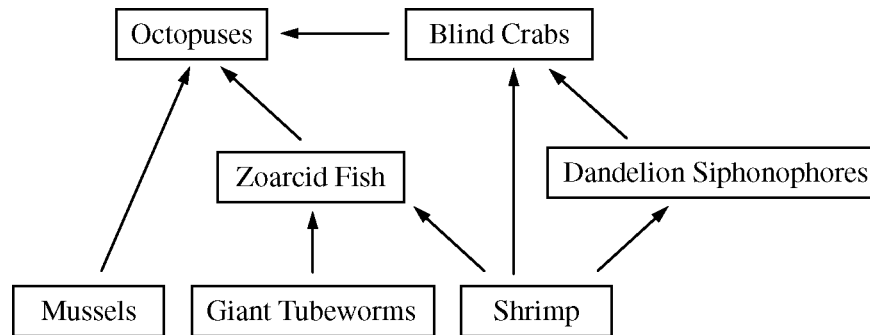 Octopuses
Blind Crabs
Zoarcid Fish
Dandelion Siphonophores
Mussels
Giant Tubeworms
Shrimp